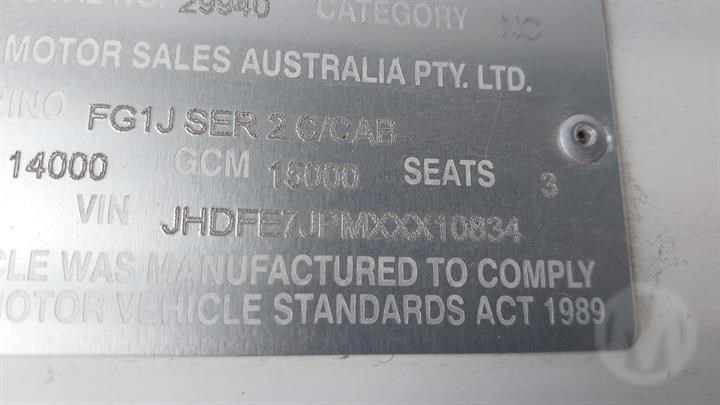 NO. 29940 CATEGORY NC
MOTOR SALES AUSTRALIA PTY. LTD.
HINO FG1J SER 2 C/CAB
14000 GCM 18000 SEATS 3
VIN JHDFE7JPMXXX10834
CLE WAS MANUFACTURED TO COMPLY
MOTOR VEHICLE STANDARDS ACT 1989
M